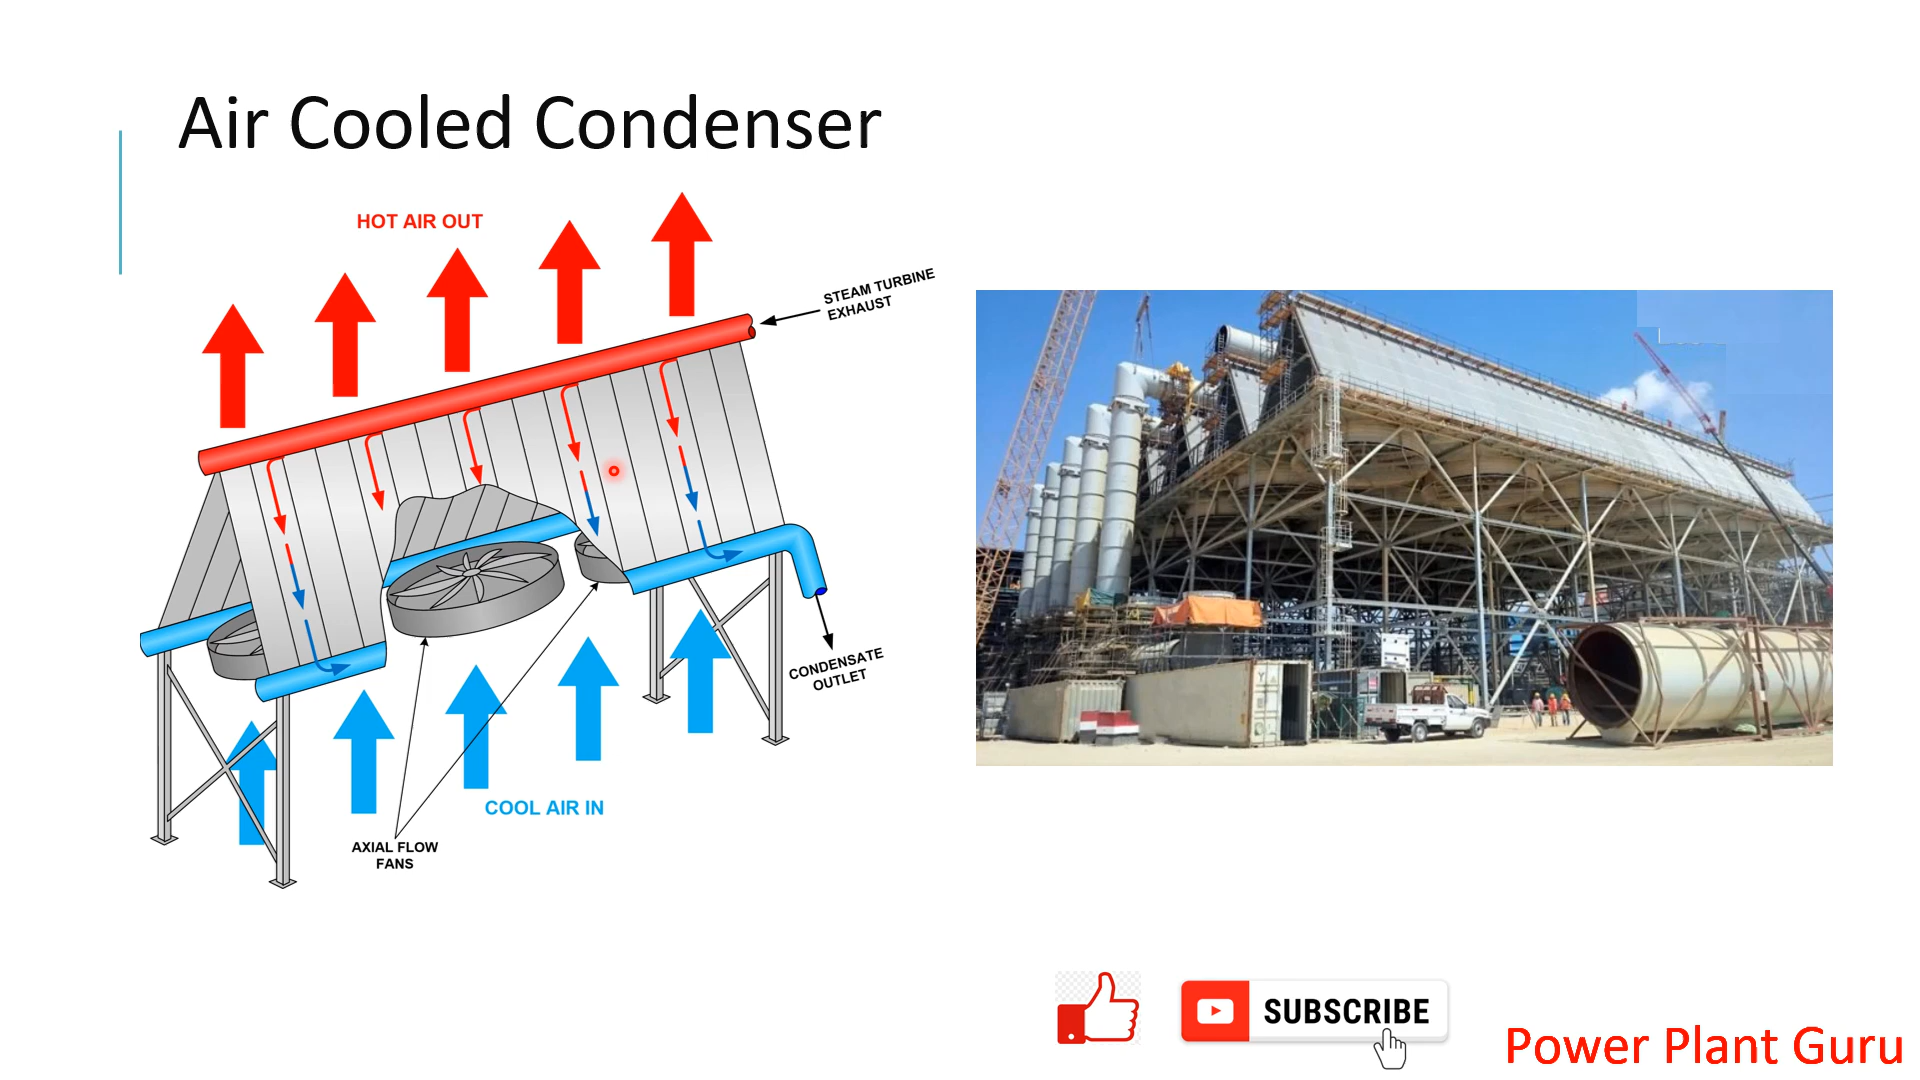 Air Cooled Condenser
HOT AIR OUT
STEAM TURBINE
EXHAUST
CONDENSATE
OUTLET
COOL AIR IN
AXIAL FLOW
FANS
SUBSCRIBE
Power Plant Guru